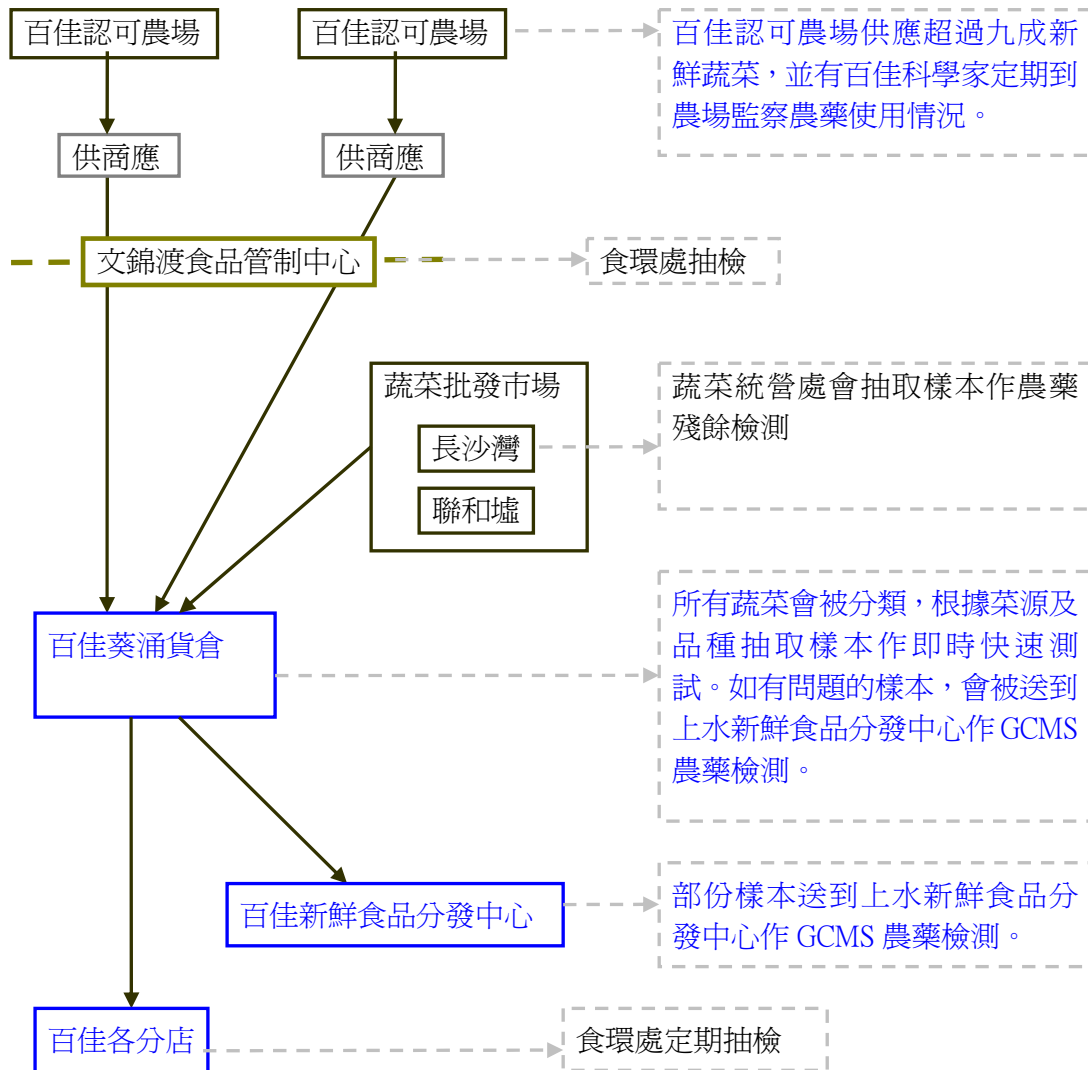 百佳認可農場
百佳認可農場
百佳認可農場供應超過九成新
鮮蔬菜，並有百佳科學家定期到
農場監察農藥使用情況。
供商應
供商應
文錦渡食品管制中心
食環處抽檢
蔬菜批發市場
長沙灣
聯和墟
蔬菜統營處會抽取樣本作農藥
殘餘檢測
百佳葵涌貨倉
所有蔬菜會被分類，根據菜源及
品種抽取樣本作即時快速測
試。如有問題的樣本，會被送到
上水新鮮食品分發中心作 GCMS
農藥檢測。
百佳新鮮食品分發中心
部份樣本送到上水新鮮食品分
發中心作 GCMS 農藥檢測。
百佳各分店
食環處定期抽檢